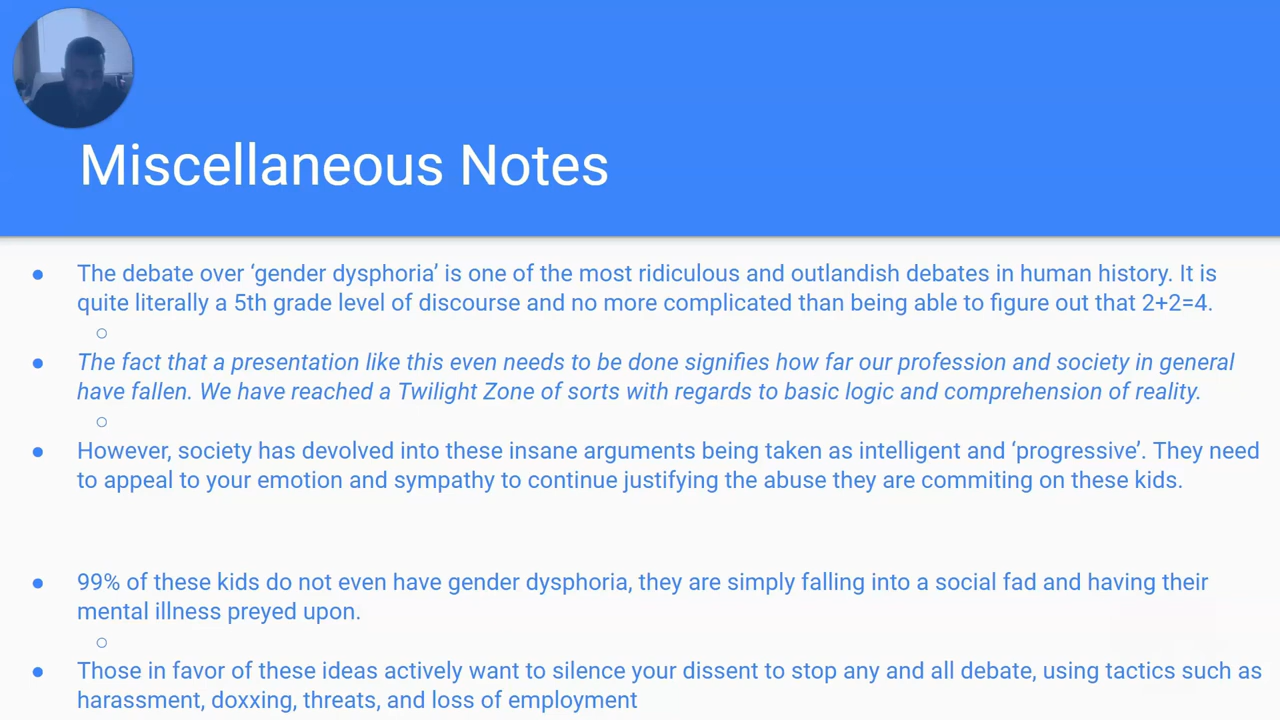 Miscellaneous Notes
The debate over ‘gender dysphoria’ is one of the most ridiculous and outlandish debates in human history. It is
quite literally a 5th grade level of discourse and no more complicated than being able to figure out that 2+2=4.
The fact that a presentation like this even needs to be done signifies how far our profession and society in general
have fallen. We have reached a Twilight Zone of sorts with regards to basic logic and comprehension of reality.
However, society has devolved into these insane arguments being taken as intelligent and ‘progressive’. They need
to appeal to your emotion and sympathy to continue justifying the abuse they are commiting on these kids.
99% of these kids do not even have gender dysphoria, they are simply falling into a social fad and having their
mental illness preyed upon.
Those in favor of these ideas actively want to silence your dissent to stop any and all debate, using tactics such as
harassment, doxxing, threats, and loss of employment